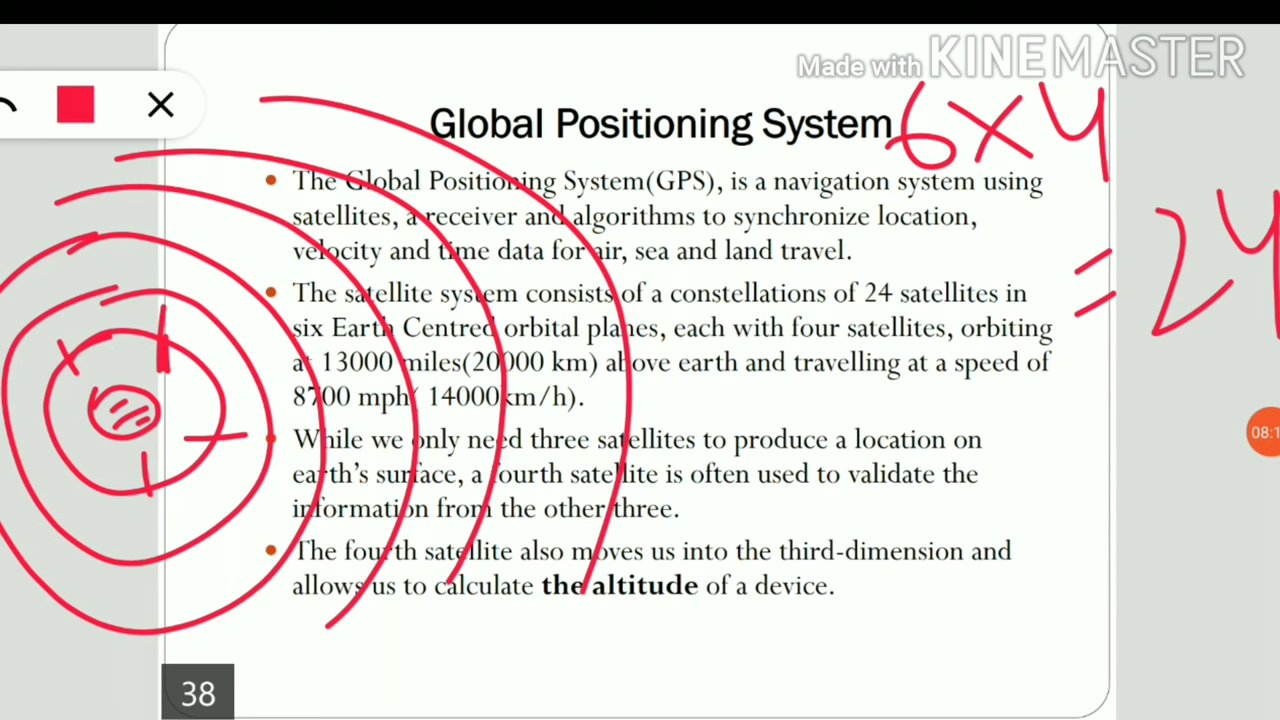 Made with KINEMASTER
Global Positioning System 6 × 4
= 24
• The Global Positioning System(GPS), is a navigation system using
satellites, a receiver and algorithms to synchronize location,
velocity and time data for air, sea and land travel.
• The satellite system consists of a constellations of 24 satellites in
six Earth Centred orbital planes, each with four satellites, orbiting
at 13000 miles(20000 km) above earth and travelling at a speed of
8700 mph( 14000km/h).
• While we only need three satellites to produce a location on
earth's surface, a fourth satellite is often used to validate the
information from the other three.
• The fourth satellite also moves us into the third-dimension and
allows us to calculate the altitude of a device.
38